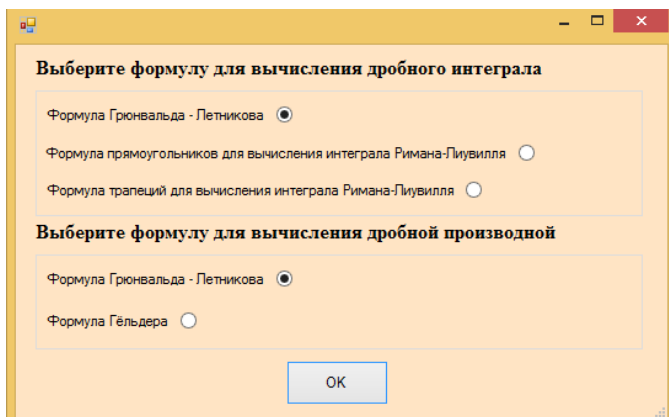 Выберите формулу для вычисления дробного интеграла
Формула Грюнвальда - Летникова
Формула прямоугольников для вычисления интеграла Римана-Лиувилля
Формула трапеций для вычисления интеграла Римана-Лиувилля
Выберите формулу для вычисления дробной производной
Формула Грюнвальда - Летникова
Формула Гёльдера
OK